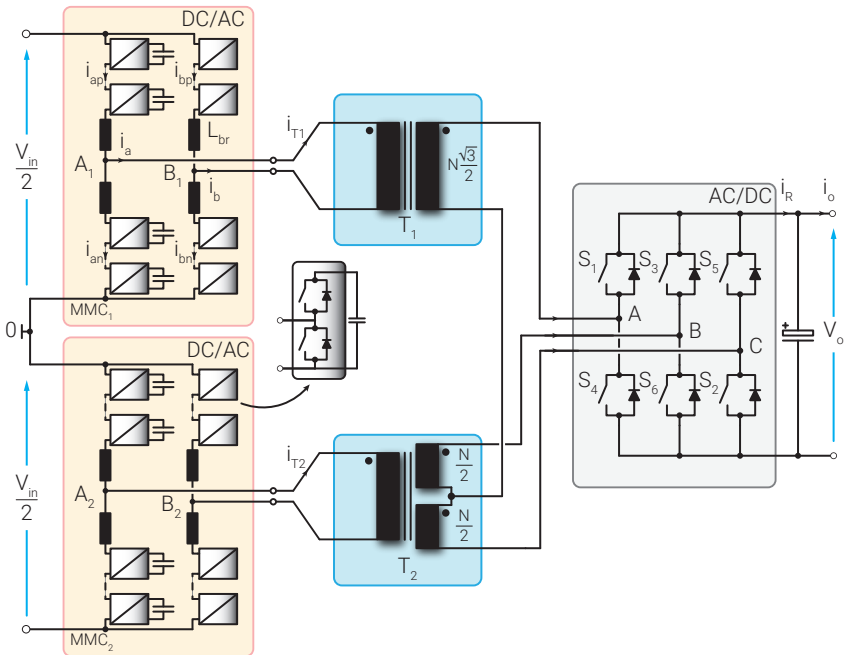 DC/AC
i_ap
i_bp
L_br
i_a
A_1
B_1
i_b
V_in
2
i_an
i_bn
MMC_1
0
DC/AC
V_in
2
A_2
B_2
MMC_2
i_T1
N√3
2
T_1
i_T2
N
2
N
2
T_2
AC/DC
i_R
i_o
S_1
S_3
S_5
A
B
C
S_4
S_6
S_2
+
V_o